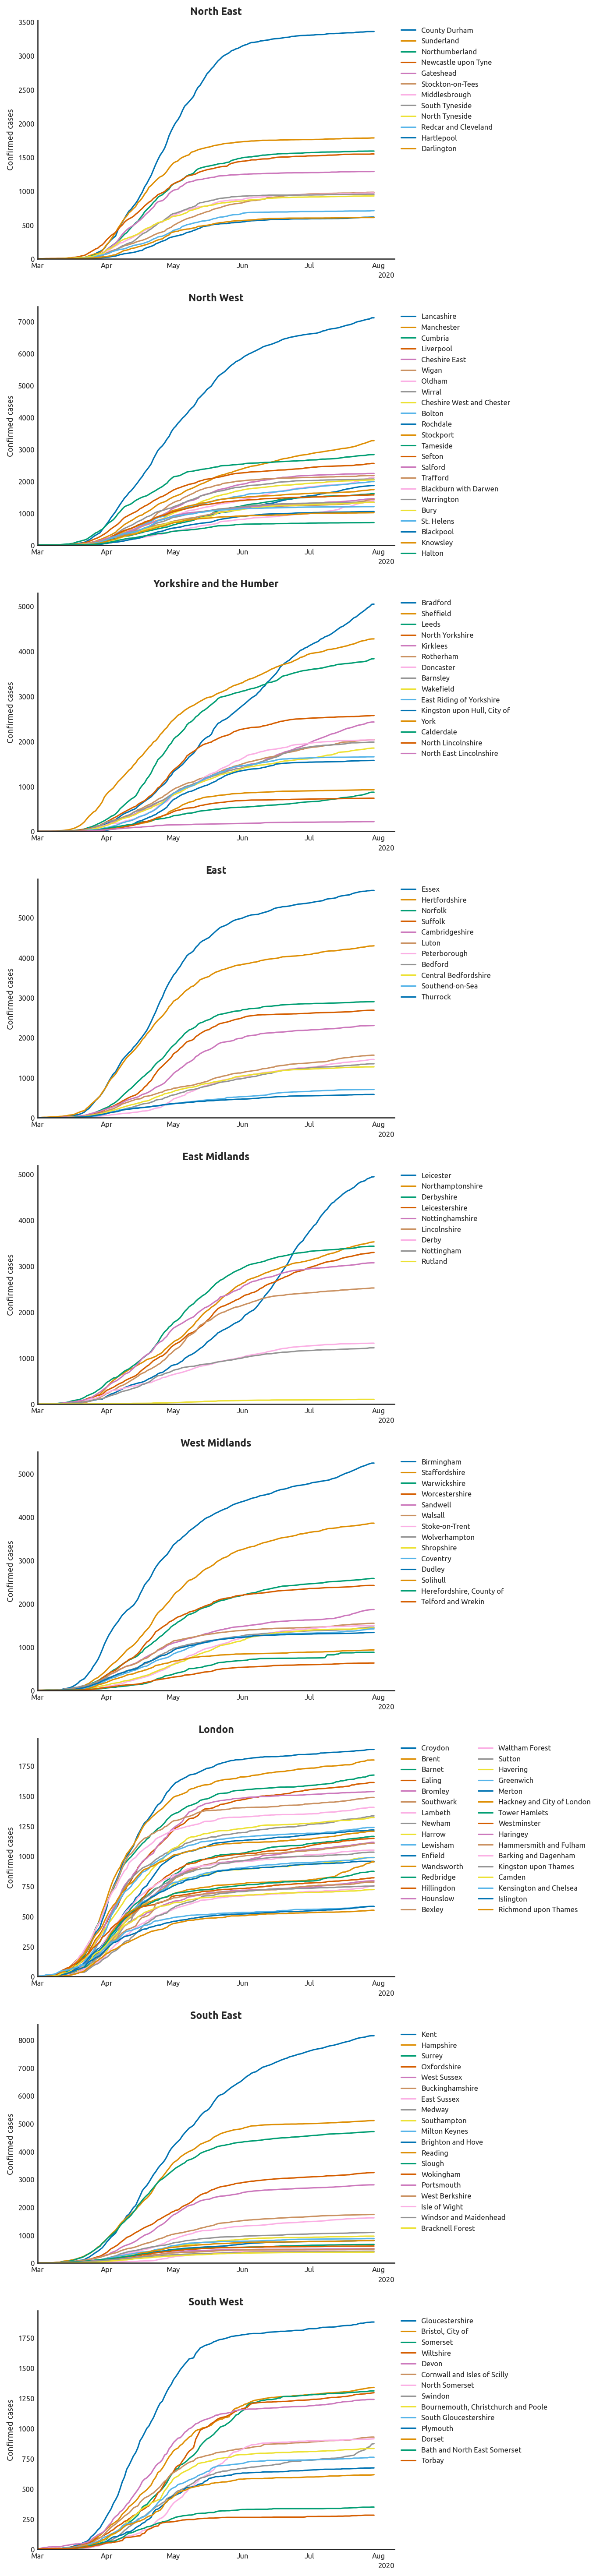 North East
3500
3000
2500
2000
1500
1000
500
0
Confirmed cases
Mar Apr May Jun Jul Aug
2020
County Durham
Sunderland
Northumberland
Newcastle upon Tyne
Gateshead
Stockton-on-Tees
Middlesbrough
South Tyneside
North Tyneside
Redcar and Cleveland
Hartlepool
Darlington
North West
7000
6000
5000
4000
3000
2000
1000
0
Confirmed cases
Mar Apr May Jun Jul Aug
2020
Lancashire
Manchester
Cumbria
Liverpool
Cheshire East
Wigan
Oldham
Wirral
Cheshire West and Chester
Bolton
Rochdale
Stockport
Tameside
Sefton
Salford
Trafford
Blackburn with Darwen
Warrington
Bury
St. Helens
Blackpool
Knowsley
Halton
Yorkshire and the Humber
5000
4000
3000
2000
1000
0
Confirmed cases
Mar Apr May Jun Jul Aug
2020
Bradford
Sheffield
Leeds
North Yorkshire
Kirklees
Rotherham
Doncaster
Barnsley
Wakefield
East Riding of Yorkshire
Kingston upon Hull, City of
York
Calderdale
North Lincolnshire
North East Lincolnshire
East
5000
4000
3000
2000
1000
0
Confirmed cases
Mar Apr May Jun Jul Aug
2020
Essex
Hertfordshire
Norfolk
Suffolk
Cambridgeshire
Luton
Peterborough
Bedford
Central Bedfordshire
Southend-on-Sea
Thurrock
East Midlands
5000
4000
3000
2000
1000
0
Confirmed cases
Mar Apr May Jun Jul Aug
2020
Leicester
Northamptonshire
Derbyshire
Leicestershire
Nottinghamshire
Lincolnshire
Derby
Nottingham
Rutland
West Midlands
5000
4000
3000
2000
1000
0
Confirmed cases
Mar Apr May Jun Jul Aug
2020
Birmingham
Staffordshire
Warwickshire
Worcestershire
Sandwell
Walsall
Stoke-on-Trent
Wolverhampton
Shropshire
Coventry
Dudley
Solihull
Herefordshire, County of
Telford and Wrekin
London
1750
1500
1250
1000
750
500
250
0
Confirmed cases
Mar Apr May Jun Jul Aug
2020
Croydon
Brent
Barnet
Ealing
Bromley
Southwark
Lambeth
Newham
Harrow
Lewisham
Enfield
Wandsworth
Redbridge
Hillingdon
Hounslow
Bexley
Waltham Forest
Sutton
Havering
Greenwich
Merton
Hackney and City of London
Tower Hamlets
Westminster
Haringey
Hammersmith and Fulham
Barking and Dagenham
Kingston upon Thames
Camden
Kensington and Chelsea
Islington
Richmond upon Thames
South East
8000
7000
6000
5000
4000
3000
2000
1000
0
Confirmed cases
Mar Apr May Jun Jul Aug
2020
Kent
Hampshire
Surrey
Oxfordshire
West Sussex
Buckinghamshire
East Sussex
Medway
Southampton
Milton Keynes
Brighton and Hove
Reading
Slough
Wokingham
Portsmouth
West Berkshire
Isle of Wight
Windsor and Maidenhead
Bracknell Forest
South West
1750
1500
1250
1000
750
500
250
0
Confirmed cases
Mar Apr May Jun Jul Aug
2020
Gloucestershire
Bristol, City of
Somerset
Wiltshire
Devon
Cornwall and Isles of Scilly
North Somerset
Swindon
Bournemouth, Christchurch and Poole
South Gloucestershire
Plymouth
Dorset
Bath and North East Somerset
Torbay